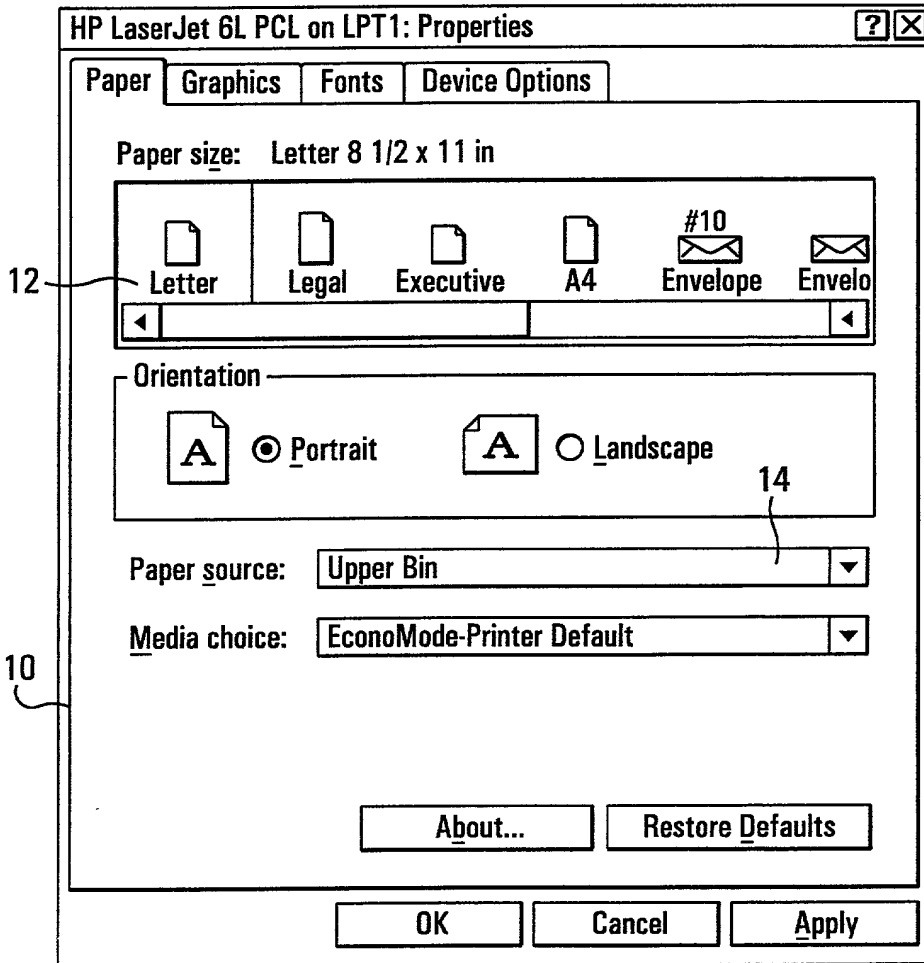 HP LaserJet 6L PCL on LPT1: Properties ? X
Paper Graphics Fonts Device Options
Paper size: Letter 8 1/2 x 11 in
#10
Letter Legal Executive A4 Envelope Envelo
12
Orientation
A Portrait A Landscape
14
Paper source: Upper Bin
Media choice: EconoMode-Printer Default
10
About... Restore Defaults
OK Cancel Apply